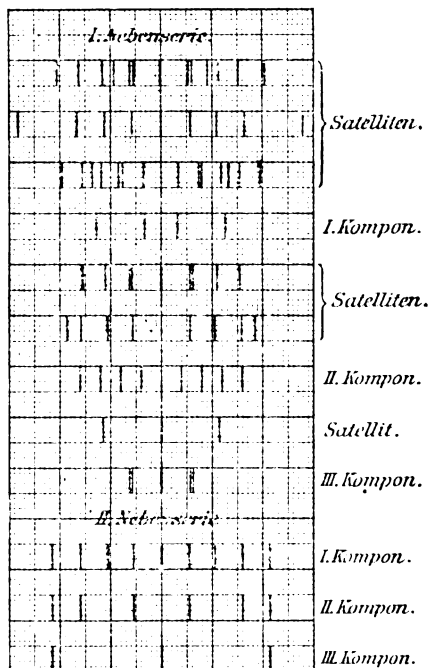 I. Nebenserie.
Satelliten.
I. Kompon.
Satelliten.
II. Kompon.
Satellit.
III. Kompon.
II. Nebenserie
I. Kompon.
II. Kompon.
III. Kompon.